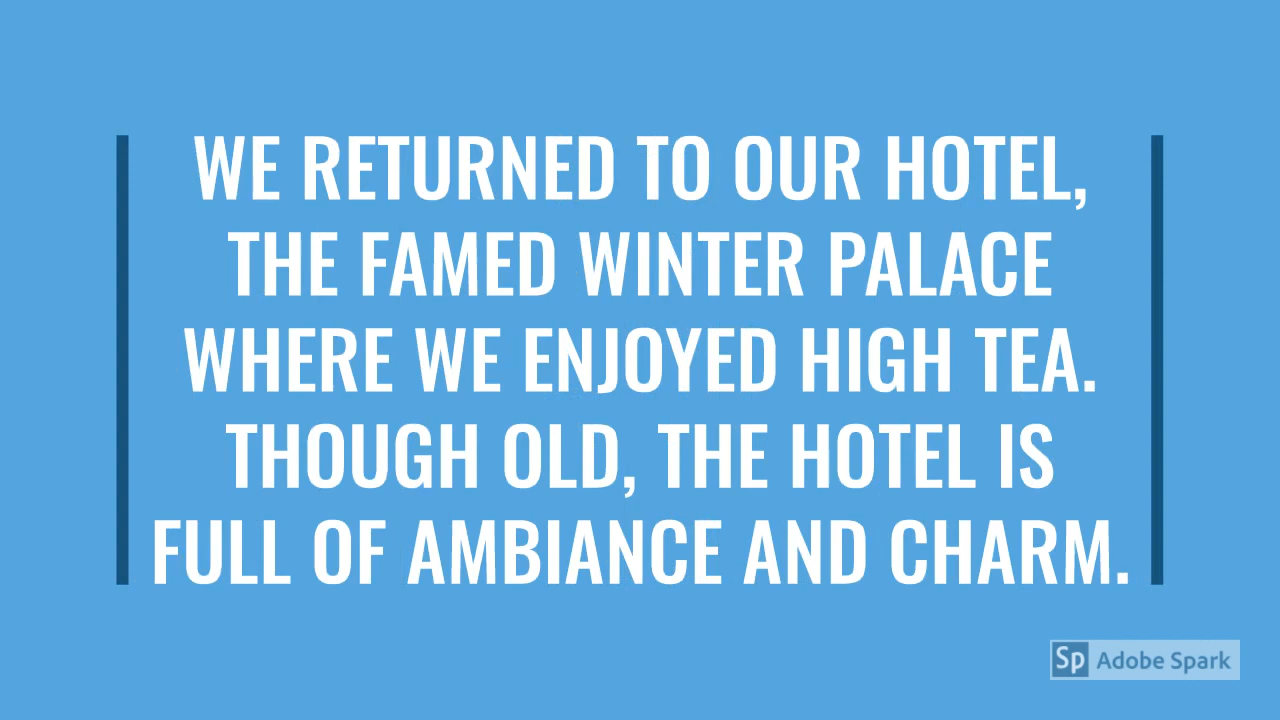 WE RETURNED TO OUR HOTEL,
THE FAMED WINTER PALACE
WHERE WE ENJOYED HIGH TEA.
THOUGH OLD, THE HOTEL IS
FULL OF AMBIANCE AND CHARM.
Sp Adobe Spark